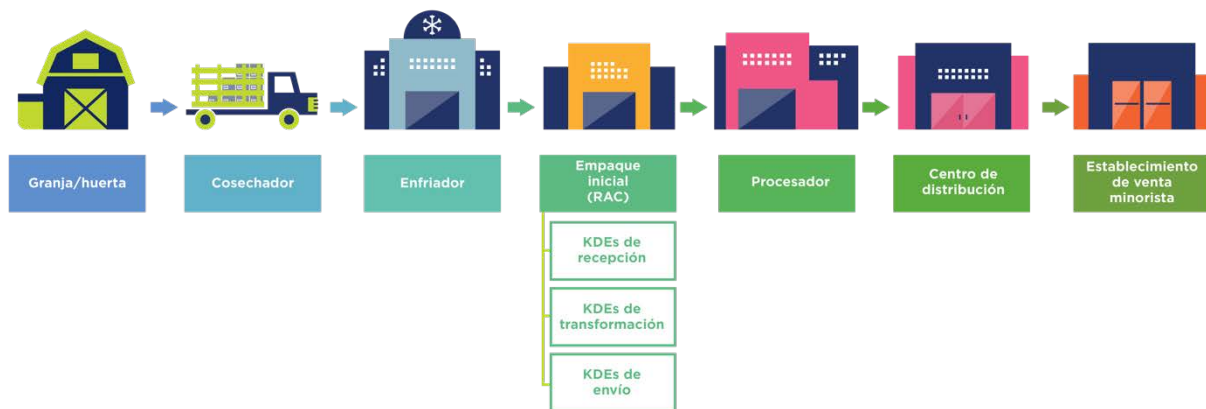 Granja/huerta
Cosechador
Enfriador
Empaque
inicial
(RAC)
Procesador
Centro de
distribución
Establecimiento
de venta
minorista
KDEs de
recepción
KDEs de
transformación
KDEs de
envío